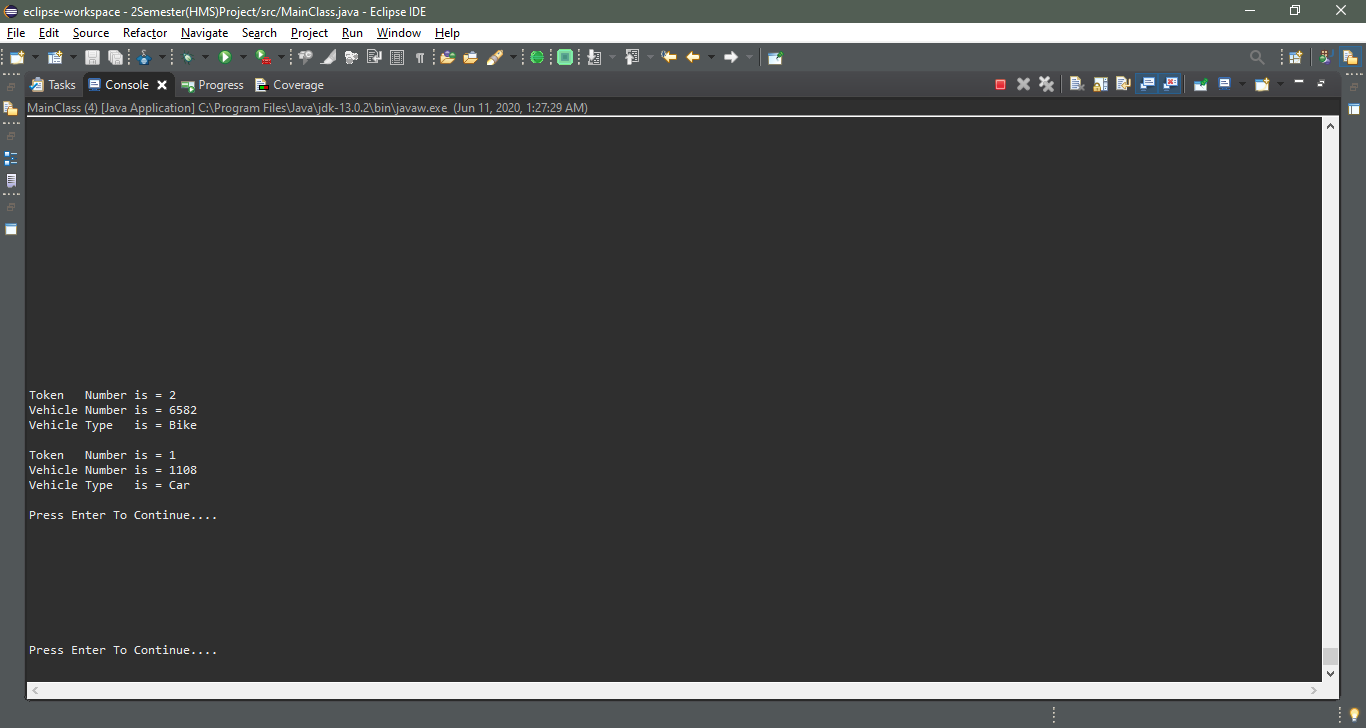 eclipse-workspace - 2Semester(HMS)Project/src/MainClass.java - Eclipse IDE
File Edit Source Refactor Navigate Search Project Run Window Help
Tasks Console Progress Coverage
MainClass (4) [Java Application] C:\Program Files\Java\jdk-13.0.2\bin\javaw.exe (Jun 11, 2020, 1:27:29 AM)
Token   Number is = 2
Vehicle Number is = 6582
Vehicle Type   is = Bike
Token   Number is = 1
Vehicle Number is = 1108
Vehicle Type   is = Car
Press Enter To Continue....
Press Enter To Continue....